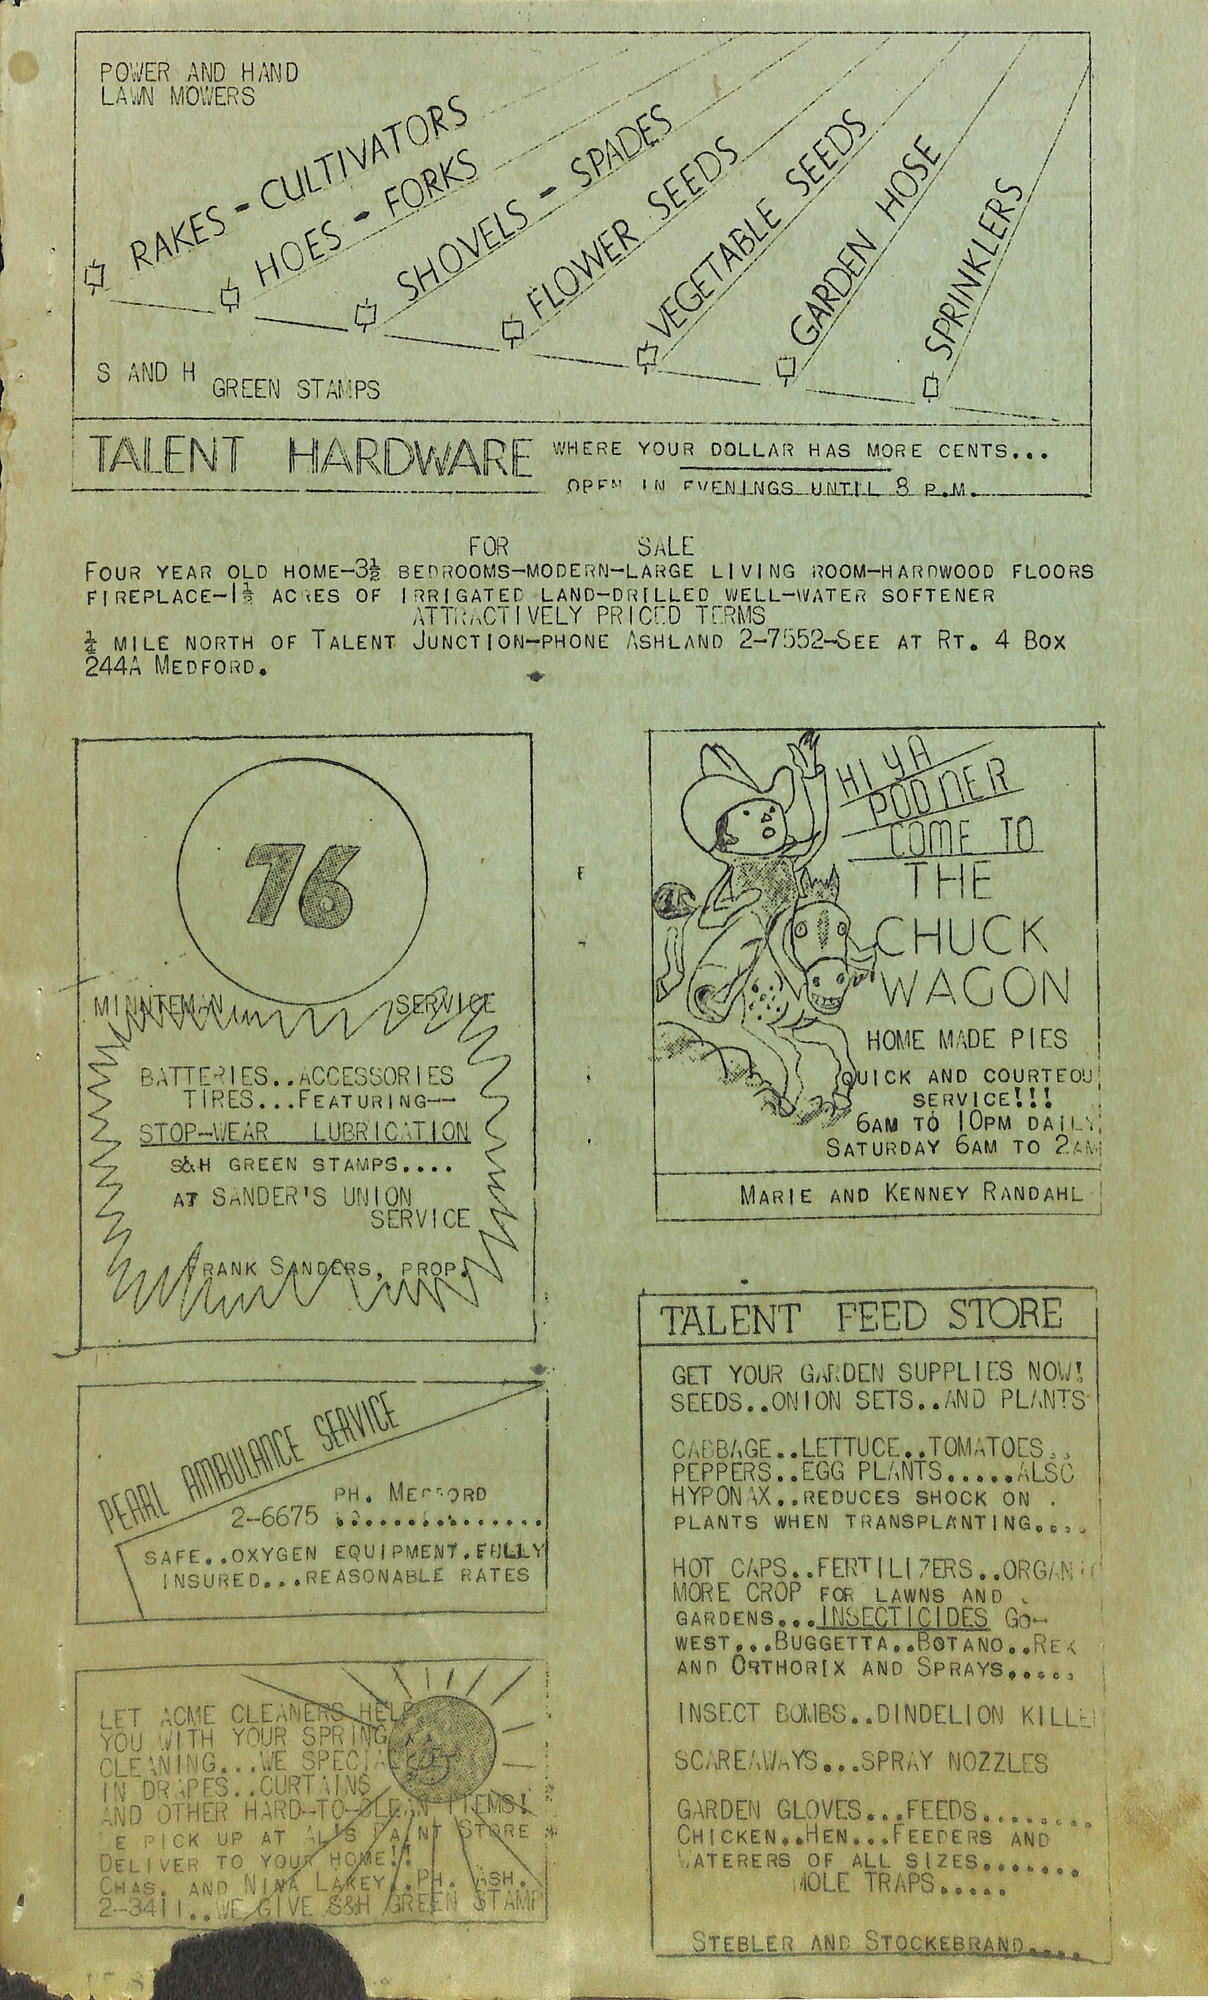 POWER AND HAND
LAWN MOWERS
RAKES - CULTIVATORS
HOES - FORKS
SHOVELS - SPADES
FLOWER SEEDS
VEGETABLE SEEDS
GARDEN HOSE
SPRINKLERS
S AND H GREEN STAMPS
TALENT HARDWARE WHERE YOUR DOLLAR HAS MORE CENTS...
OPEN IN EVENINGS UNTIL 8 P.M.
FOR SALE
FOUR YEAR OLD HOME-3½ BEDROOMS-MODERN-LARGE LIVING ROOM-HARDWOOD FLOORS
FIREPLACE-1½ ACRES OF IRRIGATED LAND-DRILLED WELL-WATER SOFTENER
ATTRACTIVELY PRICED TERMS
½ MILE NORTH OF TALENT JUNCTION-PHONE ASHLAND 2-7552-SEE AT RT. 4 BOX
244A MEDFORD.
76
MINUTEMAN SERVICE
BATTERIES..ACCESSORIES
TIRES...FEATURING--
STOP-WEAR LUBRICATION
S&H GREEN STAMPS....
AT SANDER'S UNION
SERVICE
FRANK SANDERS, PROP.
HI YA
PODNER
COME TO
THE
CHUCK
WAGON
HOME MADE PIES
QUICK AND COURTEOU
SERVICE!!!
6AM TO 10PM DAILY
SATURDAY 6AM TO 2AM
MARIE AND KENNEY RANDAHL
PEARL AMBULANCE SERVICE
PH. MEDFORD
2-6675
SAFE..OXYGEN EQUIPMENT.FULLY
INSURED...REASONABLE RATES
LET ACME CLEANERS HELP
YOU WITH YOUR SPRING
CLEANING...WE SPECIALIZE
IN DRAPES..CURTAINS
AND OTHER HARD-TO-CLEAN ITEMS!
WE PICK UP AT AL'S PAINT STORE
DELIVER TO YOUR HOME!!
CHAS. AND NINA LAKEY..PH. ASH.
2-3411..WE GIVE S&H GREEN STAMP
TALENT FEED STORE
GET YOUR GARDEN SUPPLIES NOW!
SEEDS..ONION SETS..AND PLANTS
CABBAGE..LETTUCE..TOMATOES..
PEPPERS..EGG PLANTS.....ALSO
HYPONAX..REDUCES SHOCK ON
PLANTS WHEN TRANSPLANTING....
HOT CAPS..FERTILIZERS..ORGANIC
MORE CROP FOR LAWNS AND
GARDENS...INSECTICIDES GO-
WEST...BUGGETTA..BOTANO..REX
AND ORTHORIX AND SPRAYS.....
INSECT BOMBS..DINDELION KILLE
SCAREAWAYS...SPRAY NOZZLES
GARDEN GLOVES...FEEDS........
CHICKEN..HEN...FEEDERS AND
WATERERS OF ALL SIZES.......
MOLE TRAPS.....
STEBLER AND STOCKEBRAND....